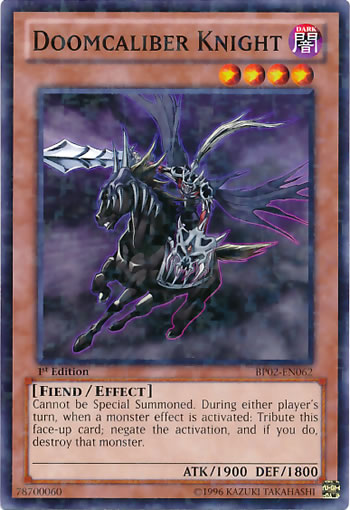 DOOMCALIBER KNIGHT
DARK
闇
1st Edition
BP02-EN062
[FIEND / EFFECT]
Cannot be Special Summoned. During either player's
turn, when a monster effect is activated: Tribute this
face-up card; negate the activation, and if you do,
destroy that monster.
ATK/1900 DEF/1800
78700060
©1996 KAZUKI TAKAHASHI